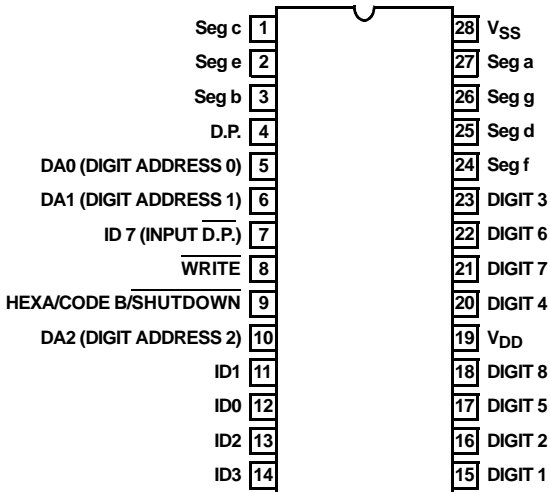 Seg c 1 28 VSS
Seg e 2 27 Seg a
Seg b 3 26 Seg g
D.P. 4 25 Seg d
DA0 (DIGIT ADDRESS 0) 5 24 Seg f
DA1 (DIGIT ADDRESS 1) 6 23 DIGIT 3
ID 7 (INPUT D.P.) 7 22 DIGIT 6
WRITE 8 21 DIGIT 7
HEXA/CODE B/SHUTDOWN 9 20 DIGIT 4
DA2 (DIGIT ADDRESS 2) 10 19 VDD
ID1 11 18 DIGIT 8
ID0 12 17 DIGIT 5
ID2 13 16 DIGIT 2
ID3 14 15 DIGIT 1